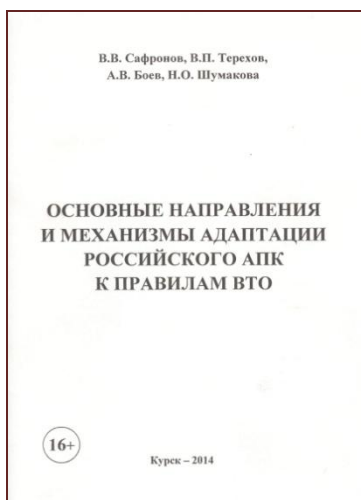 В.В. Сафронов, В.П. Терехов,
А.В. Боев, Н.О. Шумакова
ОСНОВНЫЕ НАПРАВЛЕНИЯ
И МЕХАНИЗМЫ АДАПТАЦИИ
РОССИЙСКОГО АПК
К ПРАВИЛАМ ВТО
16+
Курск – 2014